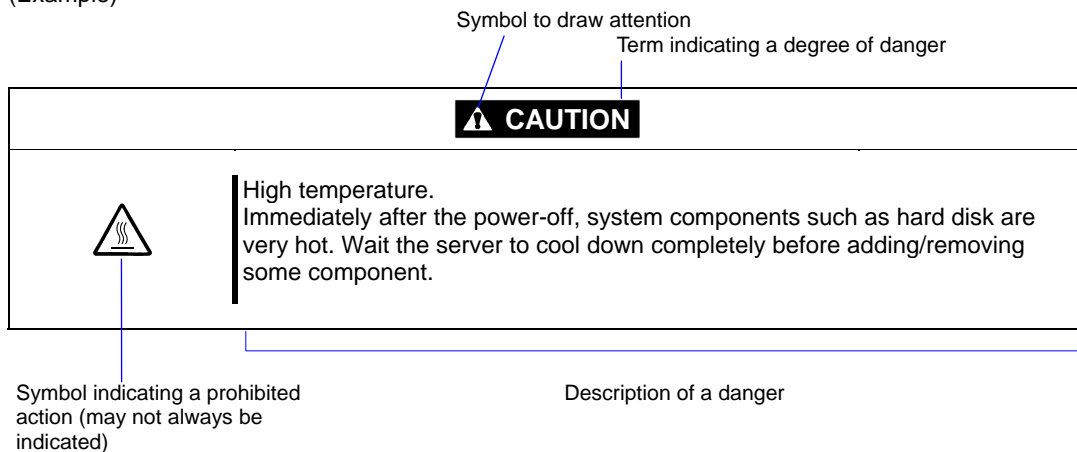 (Example)
Symbol to draw attention
Term indicating a degree of danger
CAUTION
High temperature.
Immediately after the power-off, system components such as hard disk are
very hot. Wait the server to cool down completely before adding/removing
some component.
Symbol indicating a prohibited
action (may not always be
indicated)
Description of a danger